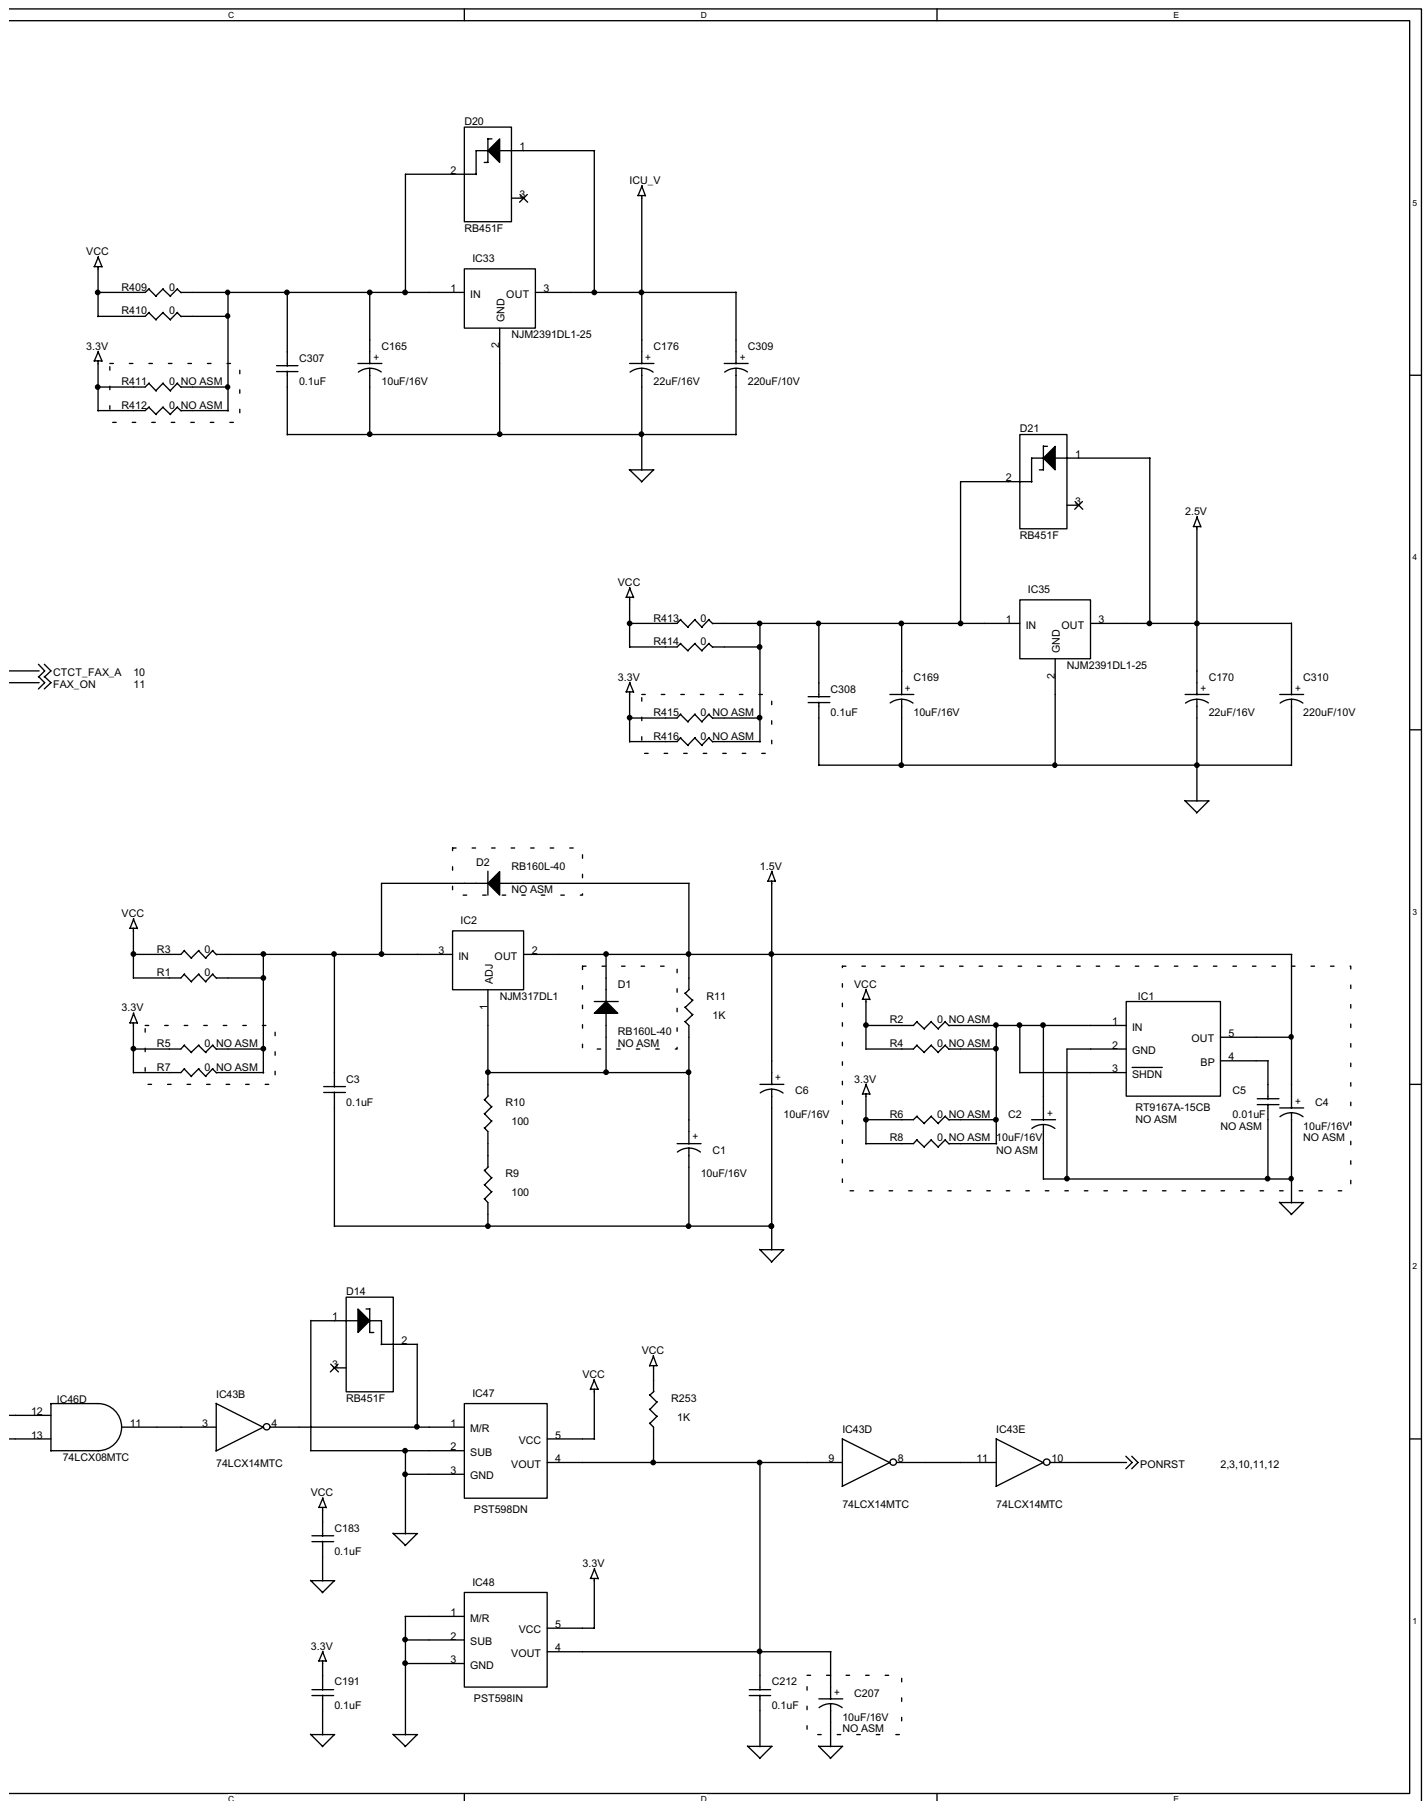 C D E
D20
1
2
3
RB451F
ICU_V
5
VCC
R409 0
R410 0
3.3V
R411 0 NO ASM
R412 0 NO ASM
C307
0.1uF
C165
+
10uF/16V
IC33
1 IN OUT 3
GND
2
NJM2391DL1-25
C176
+
22uF/16V
C309
+
220uF/10V
D21
1
2
3
RB451F
2.5V
4
VCC
R413 0
R414 0
3.3V
R415 0 NO ASM
R416 0 NO ASM
C308
0.1uF
C169
+
10uF/16V
IC35
1 IN OUT 3
GND
2
NJM2391DL1-25
C170
+
22uF/16V
C310
+
220uF/10V
CTCT_FAX_A 10
FAX_ON 11
D2 RB160L-40
NO ASM
1.5V
3
VCC
R3 0
R1 0
3.3V
R5 0 NO ASM
R7 0 NO ASM
C3
0.1uF
IC2
3 IN OUT 2
ADJ
1
NJM317DL1
D1
RB160L-40
NO ASM
R11
1K
R10
100
R9
100
C1
+
10uF/16V
C6
+
10uF/16V
VCC
R2 0 NO ASM
R4 0 NO ASM
3.3V
R6 0 NO ASM
R8 0 NO ASM
C2
+
10uF/16V
NO ASM
IC1
1 IN
2 GND
3 SHDN
OUT 5
BP 4
RT9167A-15CB
NO ASM
C5
0.01uF
NO ASM
C4
+
10uF/16V
NO ASM
2
D14
1
2
3
RB451F
12
13
IC46D
11
74LCX08MTC
IC43B
3 4
74LCX14MTC
IC47
1 M/R
2 SUB
3 GND
VCC 5
VOUT 4
PST598DN
VCC
VCC
R253
1K
IC43D
9 8
74LCX14MTC
IC43E
11 10
74LCX14MTC
PONRST 2,3,10,11,12
VCC
C183
0.1uF
3.3V
C191
0.1uF
IC48
1 M/R
2 SUB
3 GND
VCC 5
VOUT 4
PST598IN
3.3V
C212
0.1uF
C207
+
10uF/16V
NO ASM
1
C D E